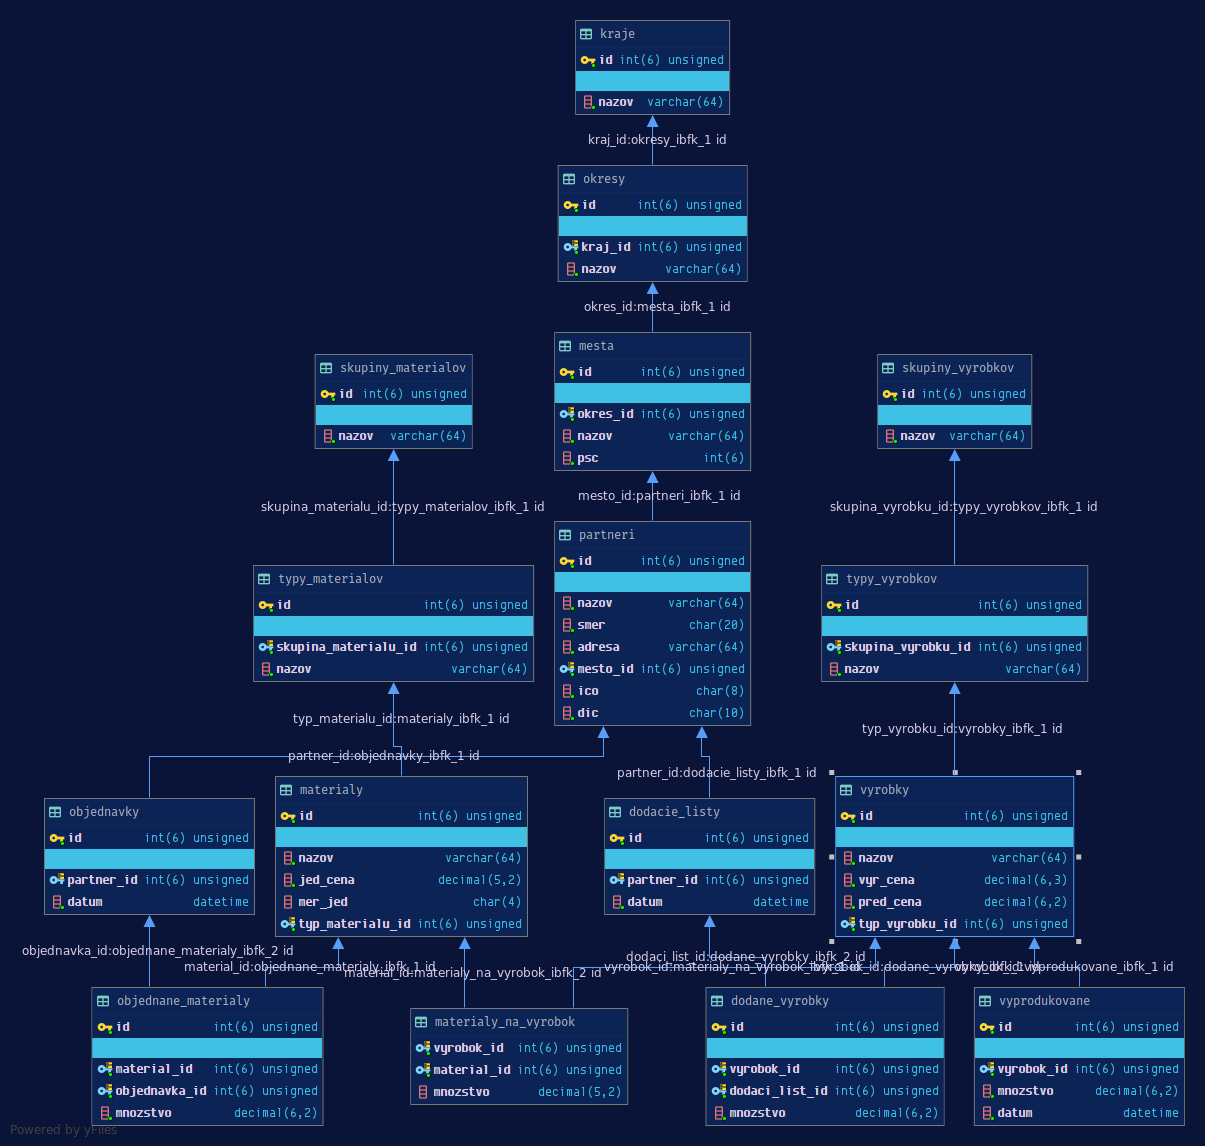 kraje
id int(6) unsigned
nazov varchar(64)
kraj_id:okresy_ibfk_1 id
okresy
id int(6) unsigned
kraj_id int(6) unsigned
nazov varchar(64)
okres_id:mesta_ibfk_1 id
mesta
id int(6) unsigned
okres_id int(6) unsigned
nazov varchar(64)
psc int(6)
skupiny_materialov
id int(6) unsigned
nazov varchar(64)
skupiny_vyrobkov
id int(6) unsigned
nazov varchar(64)
mesto_id:partneri_ibfk_1 id
skupina_materialu_id:typy_materialov_ibfk_1 id
skupina_vyrobku_id:typy_vyrobkov_ibfk_1 id
partneri
id int(6) unsigned
nazov varchar(64)
smer char(20)
adresa varchar(64)
mesto_id int(6) unsigned
ico char(8)
dic char(10)
typy_materialov
id int(6) unsigned
skupina_materialu_id int(6) unsigned
nazov varchar(64)
typy_vyrobkov
id int(6) unsigned
skupina_vyrobku_id int(6) unsigned
nazov varchar(64)
typ_materialu_id:materialy_ibfk_1 id
typ_vyrobku_id:vyrobky_ibfk_1 id
partner_id:objednavky_ibfk_1 id
partner_id:dodacie_listy_ibfk_1 id
objednavky
id int(6) unsigned
partner_id int(6) unsigned
datum datetime
materialy
id int(6) unsigned
nazov varchar(64)
jed_cena decimal(5,2)
mer_jed char(4)
typ_materialu_id int(6) unsigned
dodacie_listy
id int(6) unsigned
partner_id int(6) unsigned
datum datetime
vyrobky
id int(6) unsigned
nazov varchar(64)
vyr_cena decimal(6,3)
pred_cena decimal(6,2)
typ_vyrobku_id int(6) unsigned
objednavka_id:objednane_materialy_ibfk_2 id
dodaci_list_id:dodane_vyrobky_ibfk_2 id
material_id:objednane_materialy_ibfk_1 id
material_id:materialy_na_vyrobok_ibfk_2 id
vyrobok_id:materialy_na_vyrobok_ibfk_1 id
vyrobok_id:dodane_vyrobky_ibfk_1 id
vyrobok_id:vyprodukovane_ibfk_1 id
objednane_materialy
id int(6) unsigned
material_id int(6) unsigned
objednavka_id int(6) unsigned
mnozstvo decimal(6,2)
materialy_na_vyrobok
vyrobok_id int(6) unsigned
material_id int(6) unsigned
mnozstvo decimal(5,2)
dodane_vyrobky
id int(6) unsigned
vyrobok_id int(6) unsigned
dodaci_list_id int(6) unsigned
mnozstvo decimal(6,2)
vyprodukovane
id int(6) unsigned
vyrobok_id int(6) unsigned
mnozstvo decimal(6,2)
datum datetime
Powered by yFiles